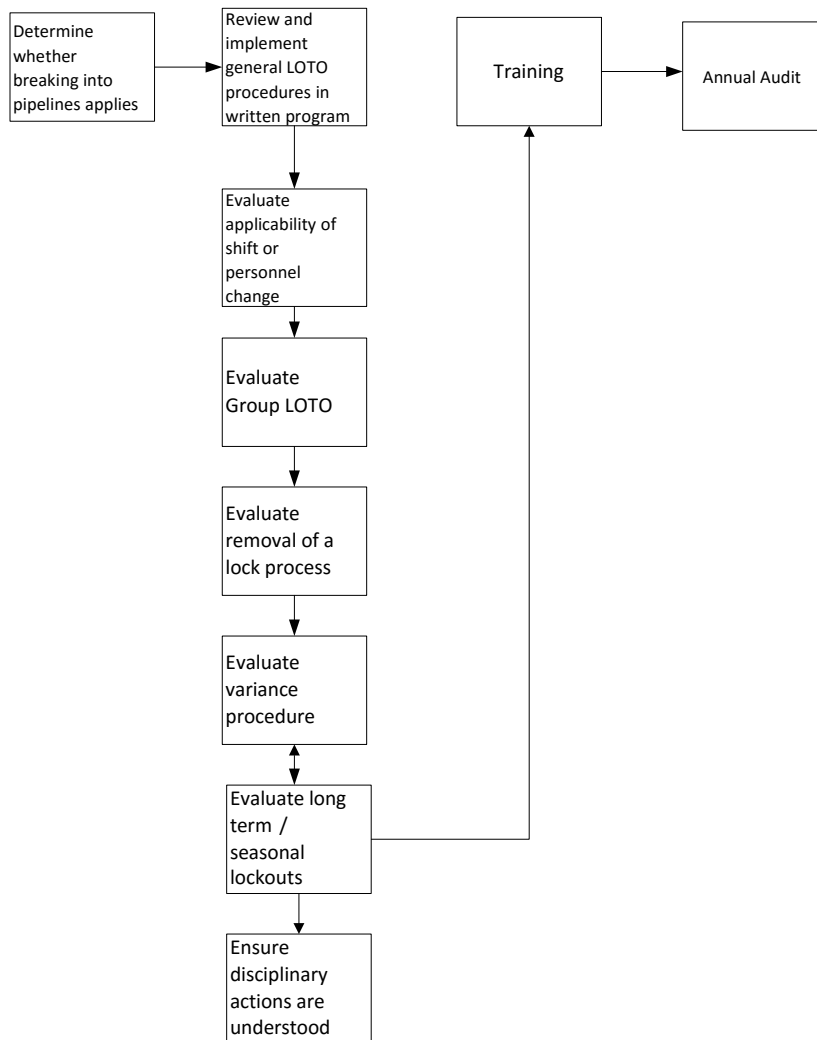 Determine
whether
breaking into
pipelines applies
Review and
implement
general LOTO
procedures in
written program
Evaluate
applicability of
shift or
personnel
change
Evaluate
Group LOTO
Evaluate
removal of a
lock process
Evaluate
variance
procedure
Evaluate long
term /
seasonal
lockouts
Ensure
disciplinary
actions are
understood
Training
Annual Audit